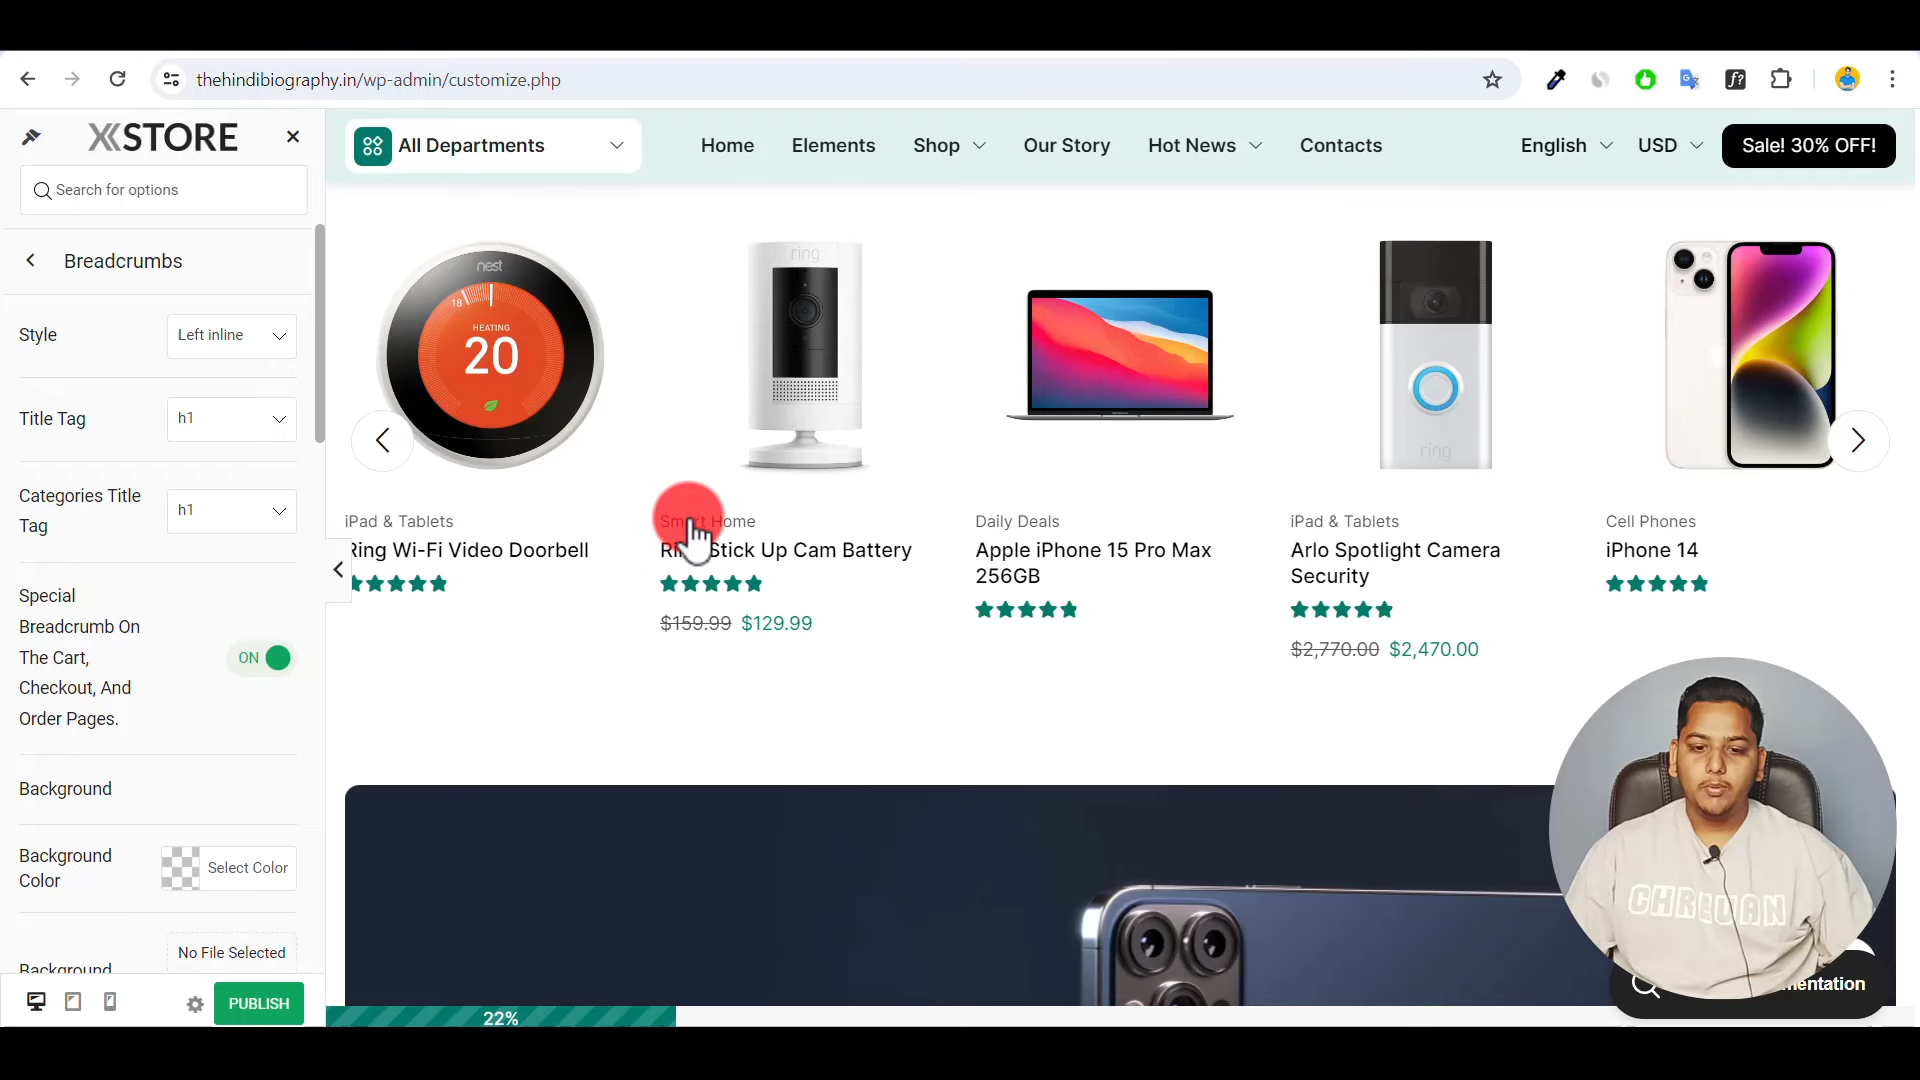 thehindibiography.in/wp-admin/customize.php
XSTORE
Search for options
Breadcrumbs
Style
Left inline
Title Tag
h1
Categories Title
Tag
h1
Special
Breadcrumb On
The Cart,
Checkout, And
Order Pages.
ON
Background
Background
Color
Select Color
Background
No File Selected
PUBLISH
All Departments
Home
Elements
Shop
Our Story
Hot News
Contacts
English
USD
Sale! 30% OFF!
nest
18
HEATING
20
ring
ring
iPad & Tablets
Ring Wi-Fi Video Doorbell
Smart Home
Ring Stick Up Cam Battery
$159.99 $129.99
Daily Deals
Apple iPhone 15 Pro Max
256GB
iPad & Tablets
Arlo Spotlight Camera
Security
$2,770.00 $2,470.00
Cell Phones
iPhone 14
mentation
22%